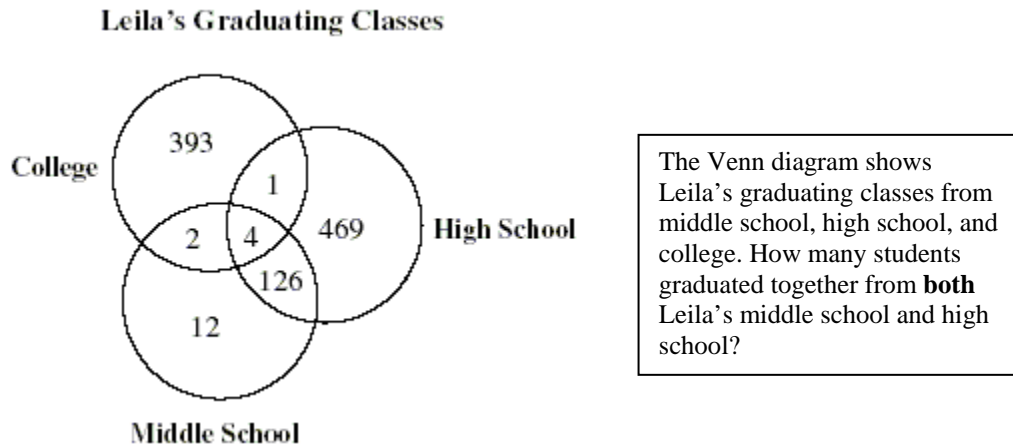 Leila's Graduating Classes
393
College
1
2
4
469
High School
126
12
Middle School
The Venn diagram shows
Leila's graduating classes from
middle school, high school, and
college. How many students
graduated together from both
Leila's middle school and high
school?